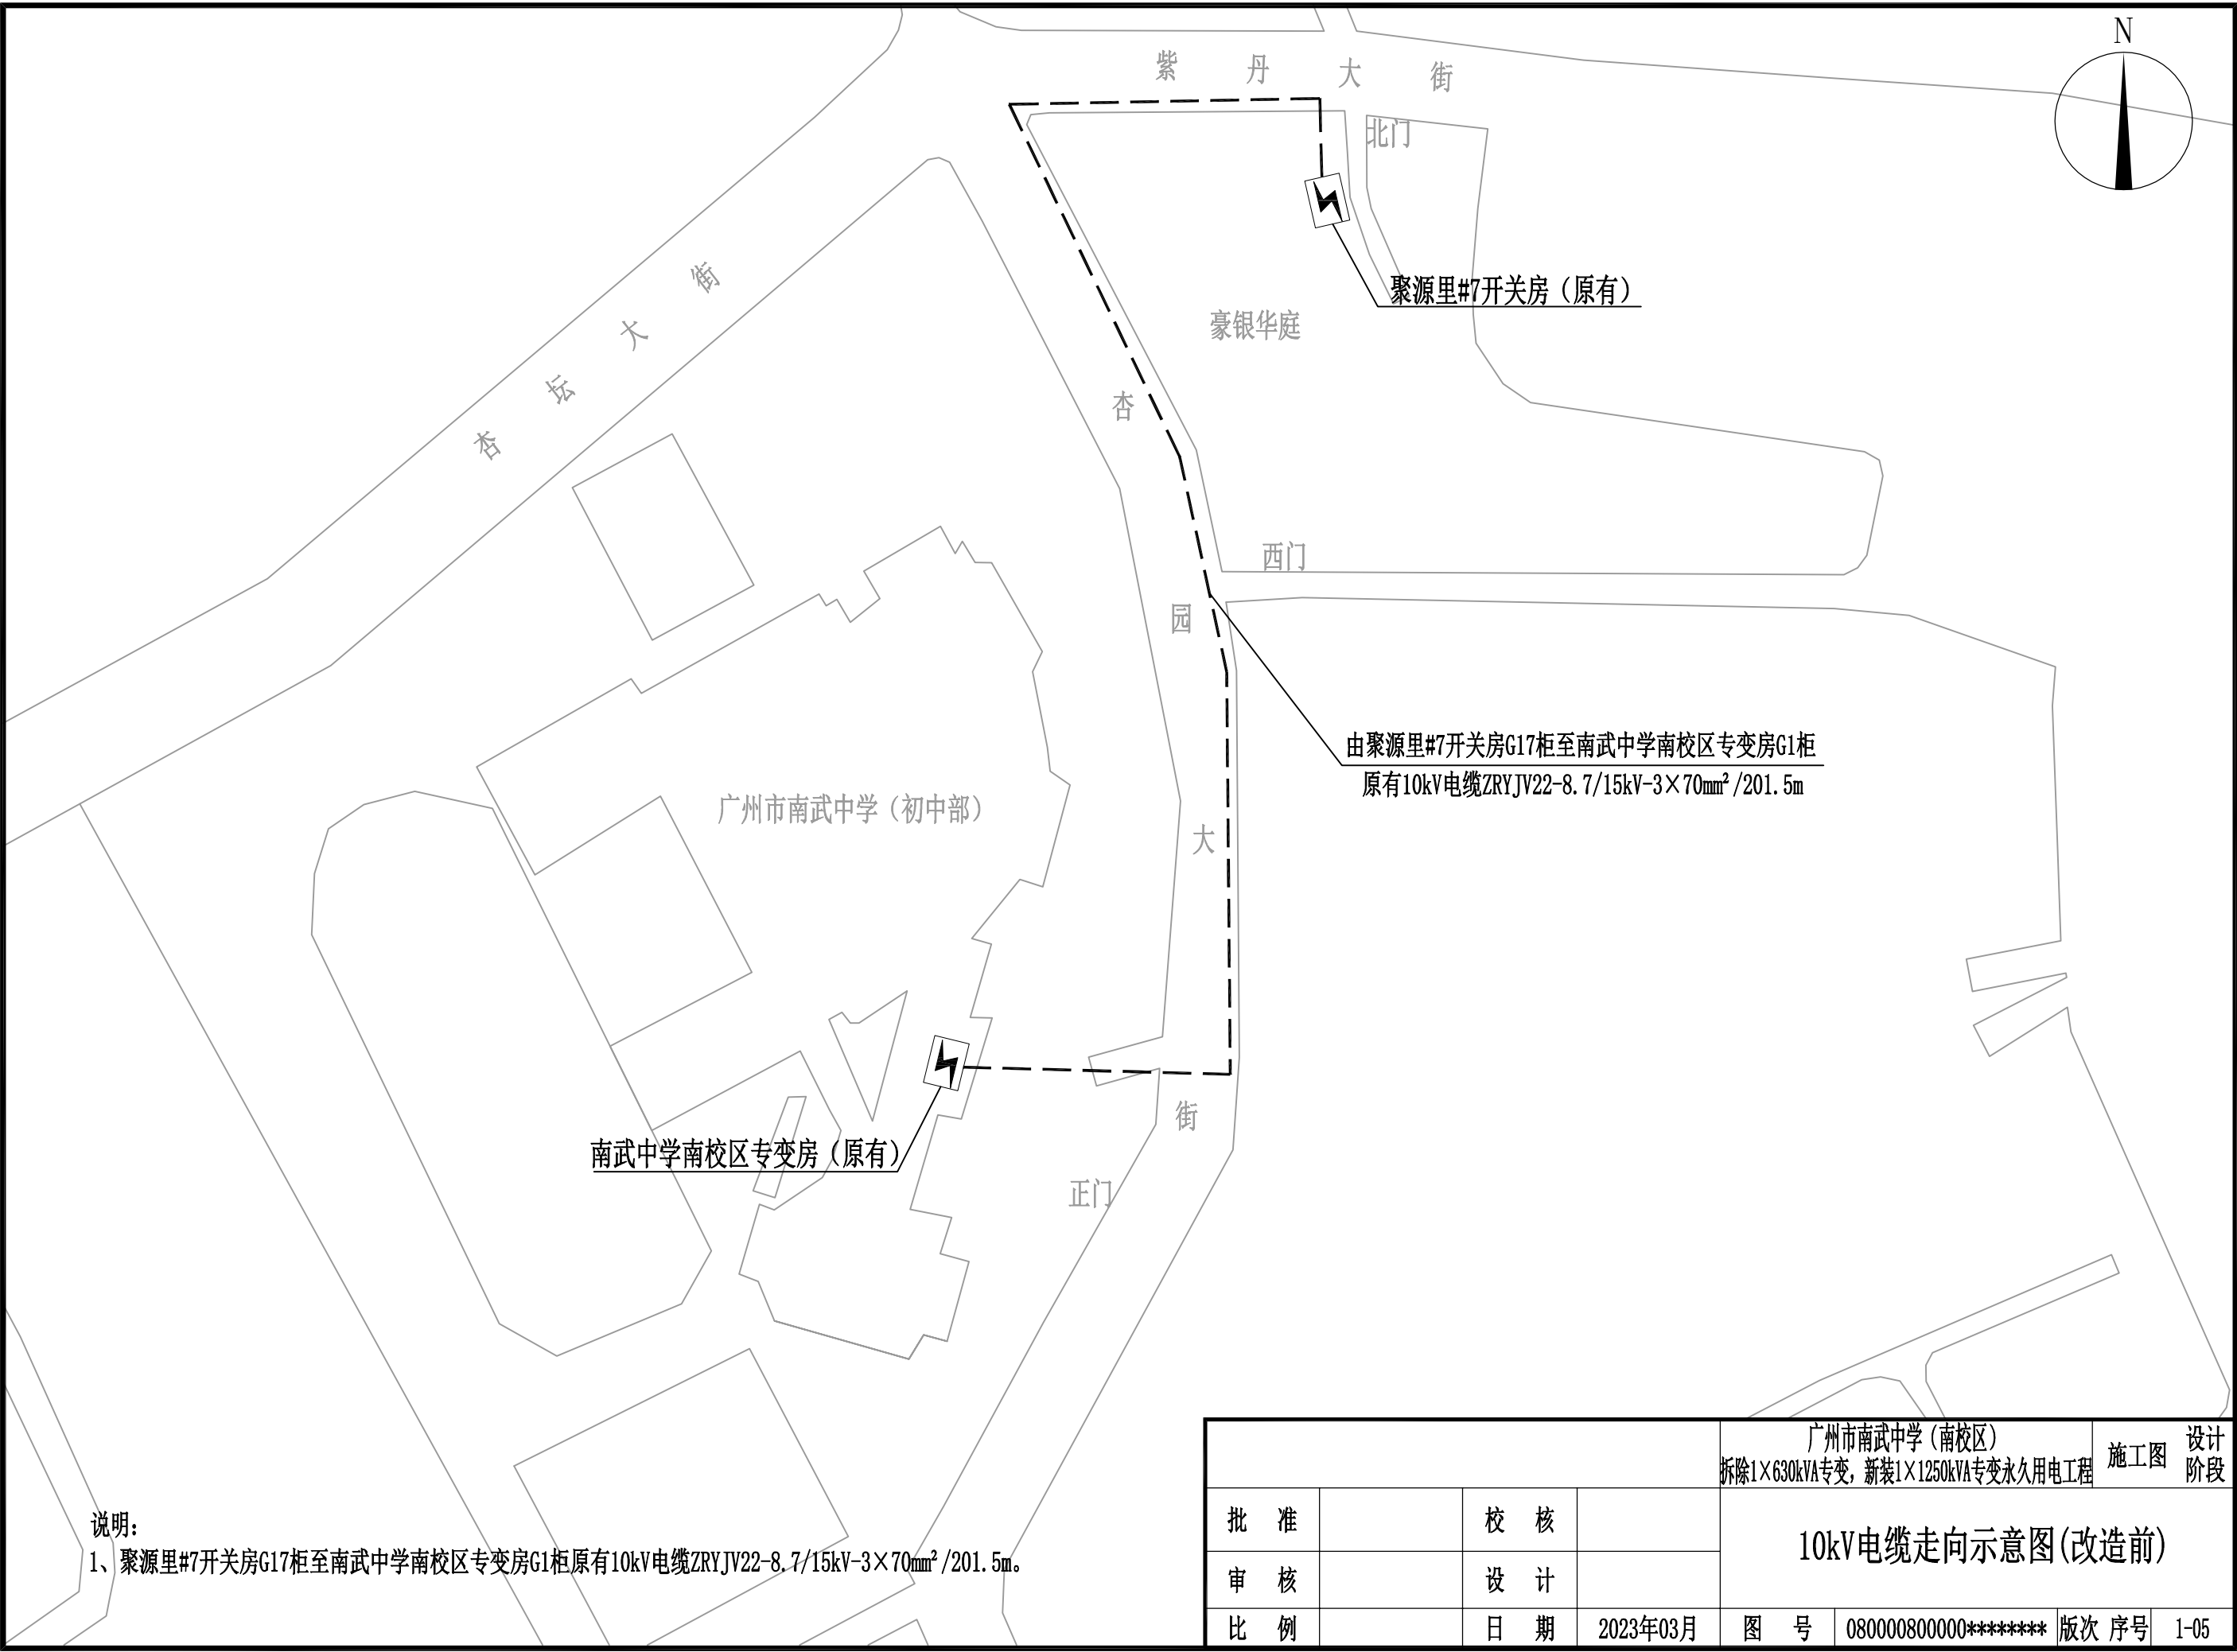 N
紫丹大街
北门
杏坛大街
聚源里#7开关房（原有）
豪银华庭
杏园大街
西门
由聚源里#7开关房G17柜至南武中学南校区专变房G1柜
原有10kV电缆ZRYJV22-8.7/15kV-3×70mm²/201.5m
广州市南武中学（初中部）
南武中学南校区专变房（原有）
正门
说明：
1、聚源里#7开关房G17柜至南武中学南校区专变房G1柜原有10kV电缆ZRYJV22-8.7/15kV-3×70mm²/201.5m。
广州市南武中学（南校区）
拆除1×630kVA专变，新装1×1250kVA专变永久用电工程
施工图
设计
阶段
批 准
校 核
10kV电缆走向示意图(改造前)
审 核
设 计
比 例
日 期
2023年03月
图 号
080000800000********
版次 序号
1-05